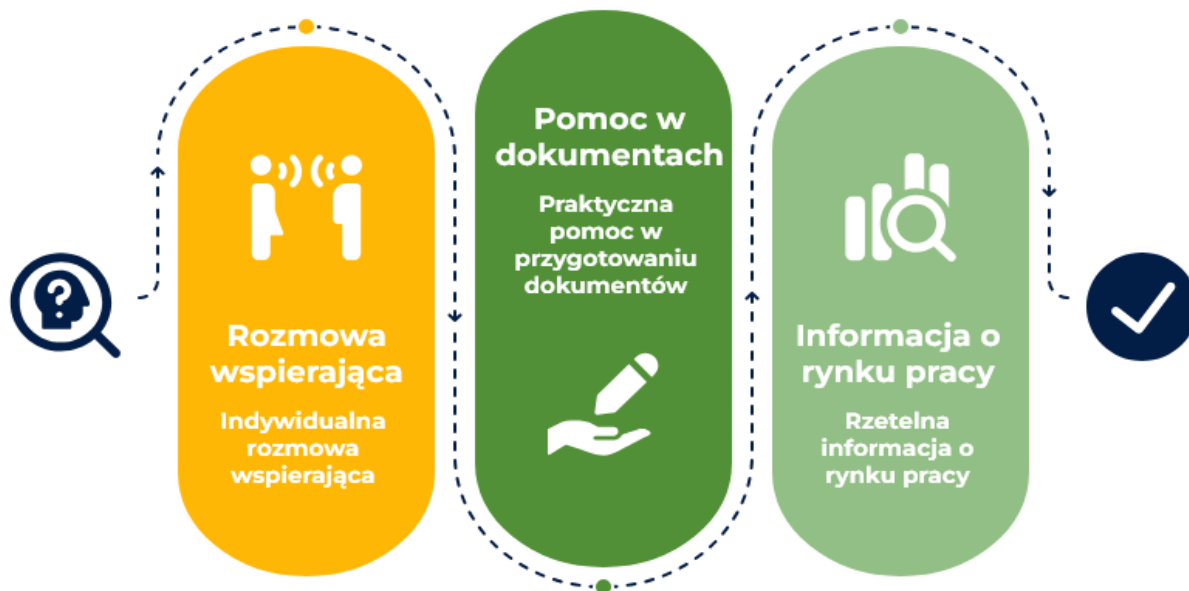 Rozmowa
wspierająca
Indywidualna
rozmowa
wspierająca
Pomoc w
dokumentach
Praktyczna
pomoc w
przygotowaniu
dokumentów
Informacja o
rynku pracy
Rzetelna
informacja o
rynku pracy